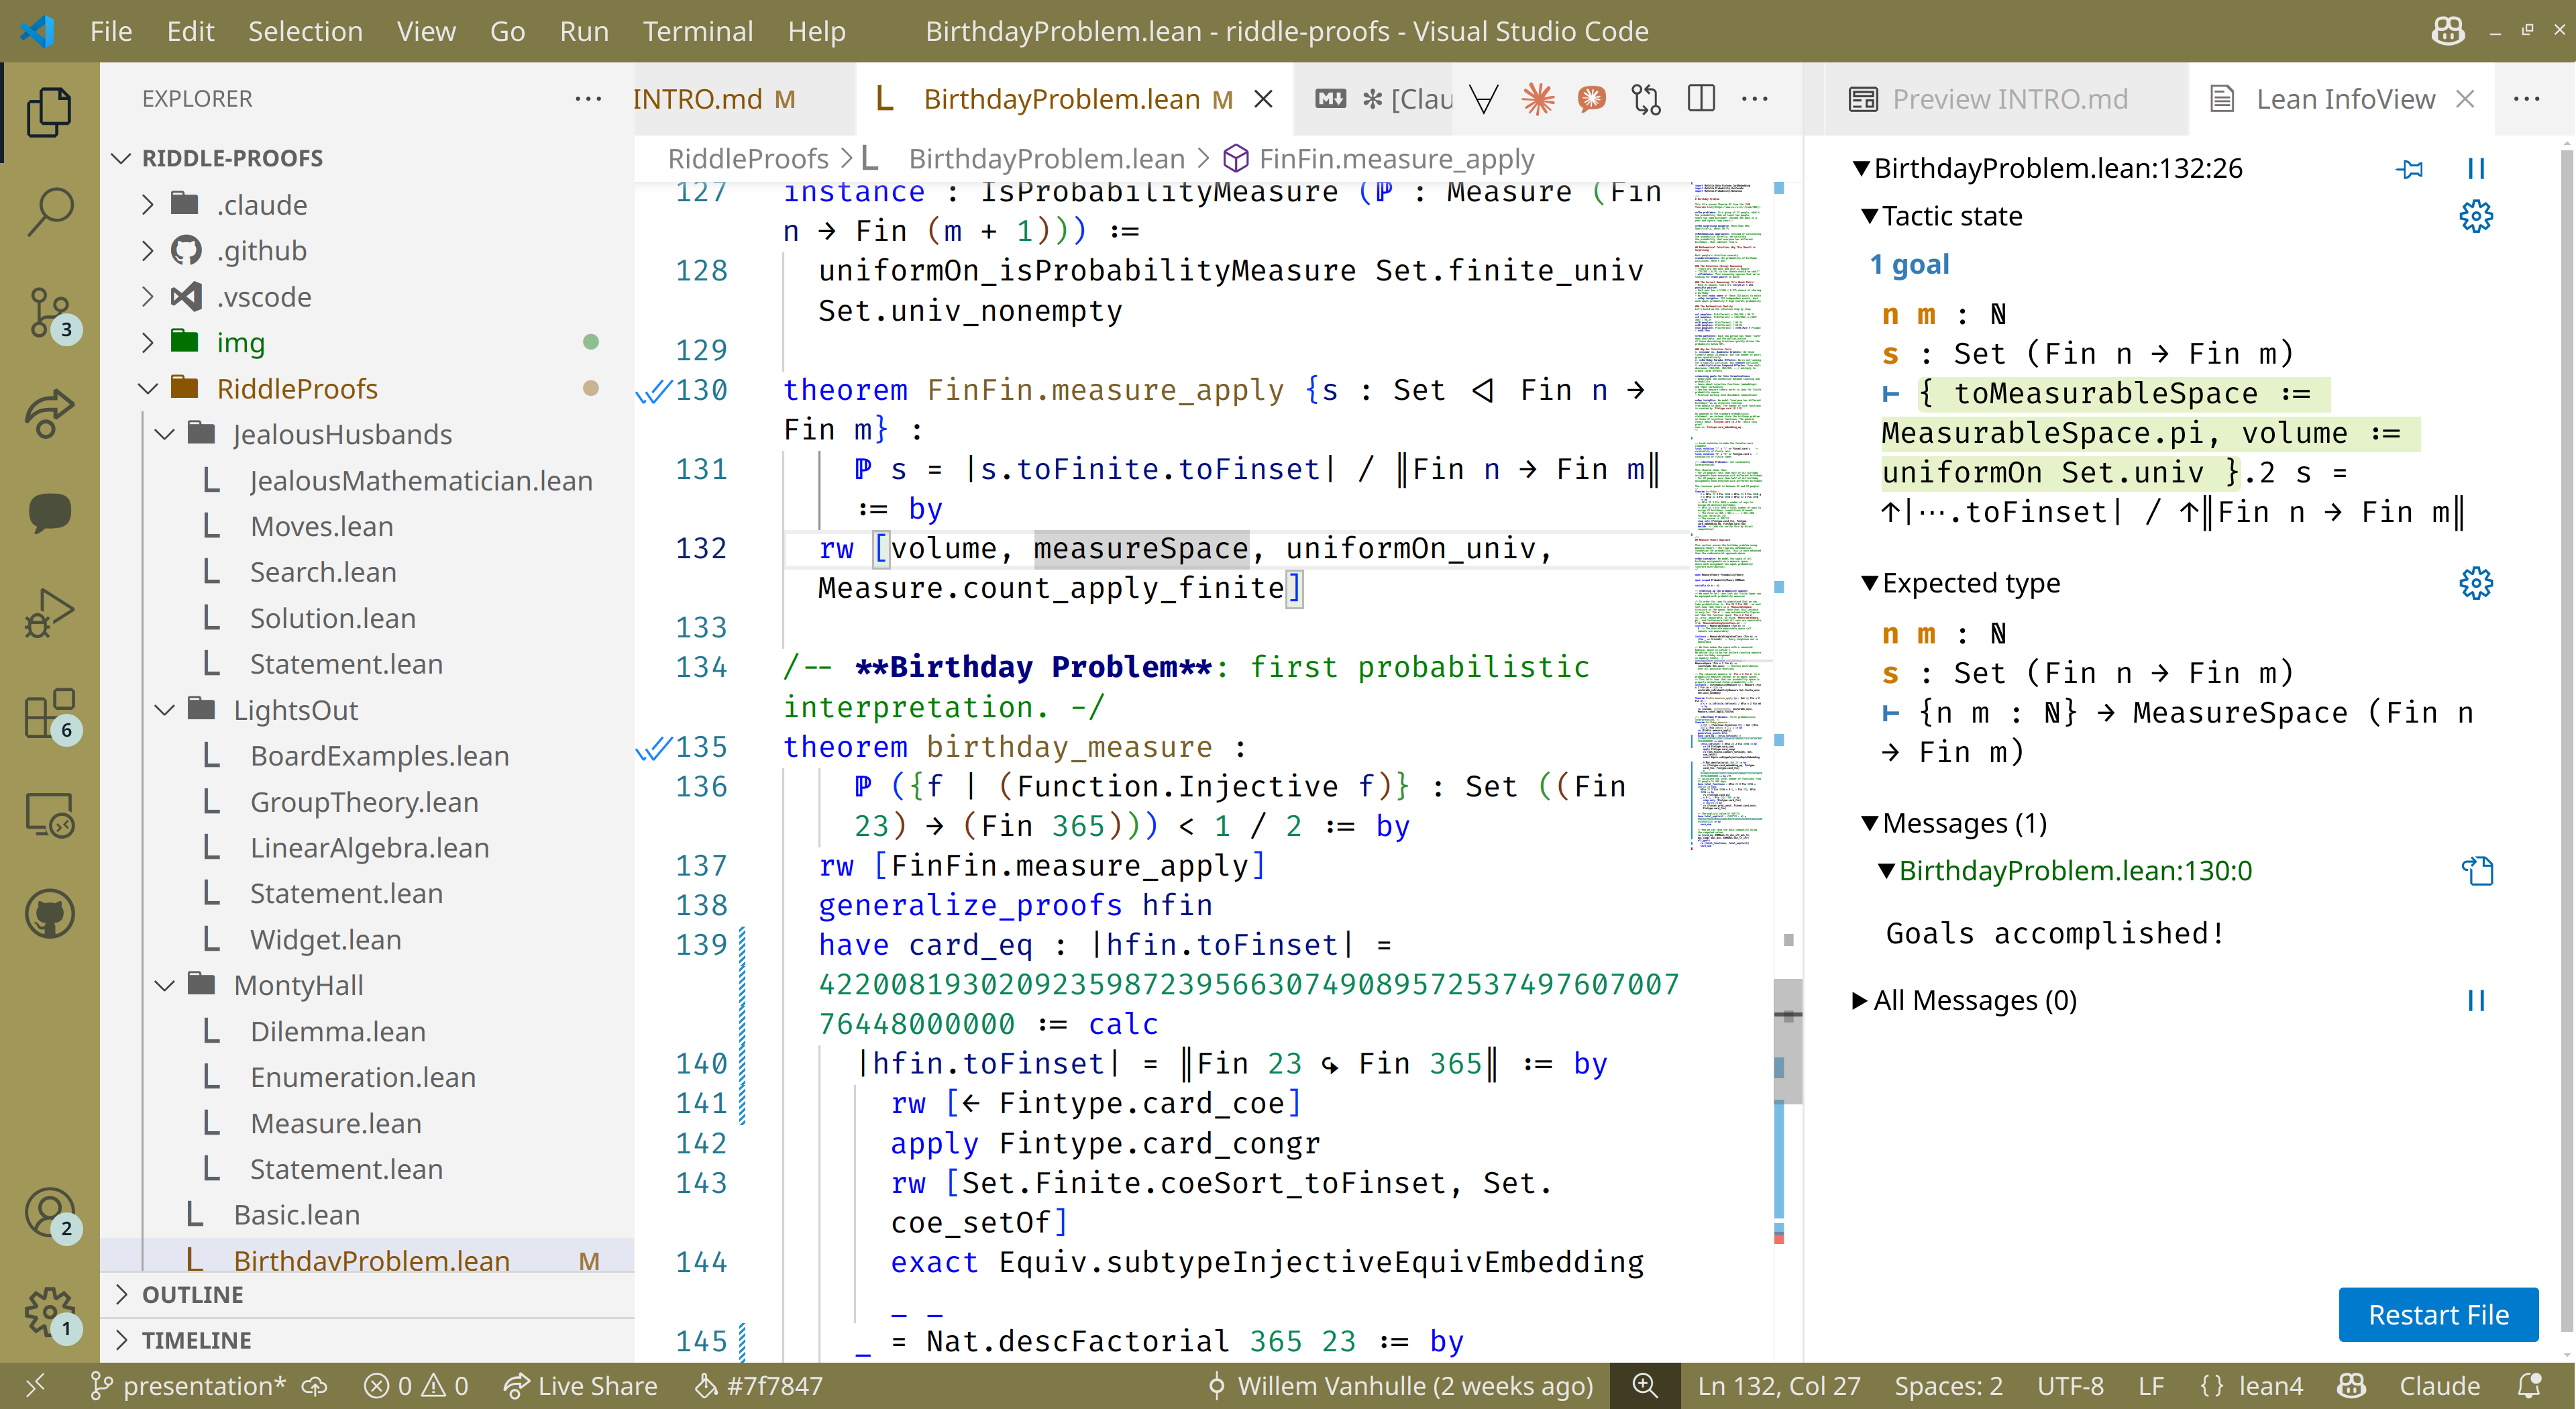 File Edit Selection View Go Run Terminal Help BirthdayProblem.lean - riddle-proofs - Visual Studio Code
EXPLORER
RIDDLE-PROOFS
.claude
.github
.vscode
img
RiddleProofs
JealousHusbands
JealousMathematician.lean
Moves.lean
Search.lean
Solution.lean
Statement.lean
LightsOut
BoardExamples.lean
GroupTheory.lean
LinearAlgebra.lean
Statement.lean
Widget.lean
MontyHall
Dilemma.lean
Enumeration.lean
Measure.lean
Statement.lean
Basic.lean
BirthdayProblem.lean M
OUTLINE
TIMELINE
3
6
2
1
INTRO.md M BirthdayProblem.lean M [Clau
RiddleProofs > BirthdayProblem.lean > FinFin.measure_apply
127 instance : IsProbabilityMeasure (ℙ : Measure (Fin
n → Fin (m + 1))) :=
128 uniformOn_isProbabilityMeasure Set.finite_univ
Set.univ_nonempty
129
130 theorem FinFin.measure_apply {s : Set <| Fin n →
Fin m} :
131 ℙ s = |s.toFinite.toFinset| / ‖Fin n → Fin m‖
:= by
132 rw [volume, measureSpace, uniformOn_univ,
Measure.count_apply_finite]
133
134 /-- **Birthday Problem**: first probabilistic
interpretation. -/
135 theorem birthday_measure :
136 ℙ ({f | (Function.Injective f)} : Set ((Fin
23) → (Fin 365))) < 1 / 2 := by
137 rw [FinFin.measure_apply]
138 generalize_proofs hfin
139 have card_eq : |hfin.toFinset| =
422008193020923598723956630749089572537497607007
76448000000 := calc
140 |hfin.toFinset| = ‖Fin 23 ↪ Fin 365‖ := by
141 rw [← Fintype.card_coe]
142 apply Fintype.card_congr
143 rw [Set.Finite.coeSort_toFinset, Set.
coe_setOf]
144 exact Equiv.subtypeInjectiveEquivEmbedding
_ _
145 _ = Nat.descFactorial 365 23 := by
Preview INTRO.md Lean InfoView
BirthdayProblem.lean:132:26
Tactic state
1 goal
n m : ℕ
s : Set (Fin n → Fin m)
⊢ { toMeasurableSpace :=
MeasurableSpace.pi, volume :=
uniformOn Set.univ }.2 s =
↑|⋯.toFinset| / ↑‖Fin n → Fin m‖
Expected type
n m : ℕ
s : Set (Fin n → Fin m)
⊢ {n m : ℕ} → MeasureSpace (Fin n
→ Fin m)
Messages (1)
BirthdayProblem.lean:130:0
Goals accomplished!
All Messages (0)
Restart File
presentation* 0 0 Live Share #7f7847 Willem Vanhulle (2 weeks ago) Ln 132, Col 27 Spaces: 2 UTF-8 LF {} lean4 Claude